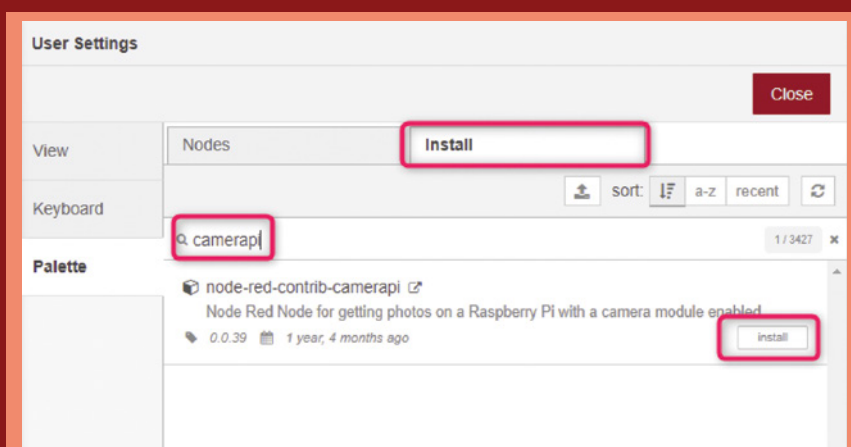 User Settings
Close
View
Nodes
Install
sort:
a-z
recent
Keyboard
camerapi
1 / 3427
Palette
node-red-contrib-camerapi
Node Red Node for getting photos on a Raspberry Pi with a camera module enabled
0.0.39
1 year, 4 months ago
install